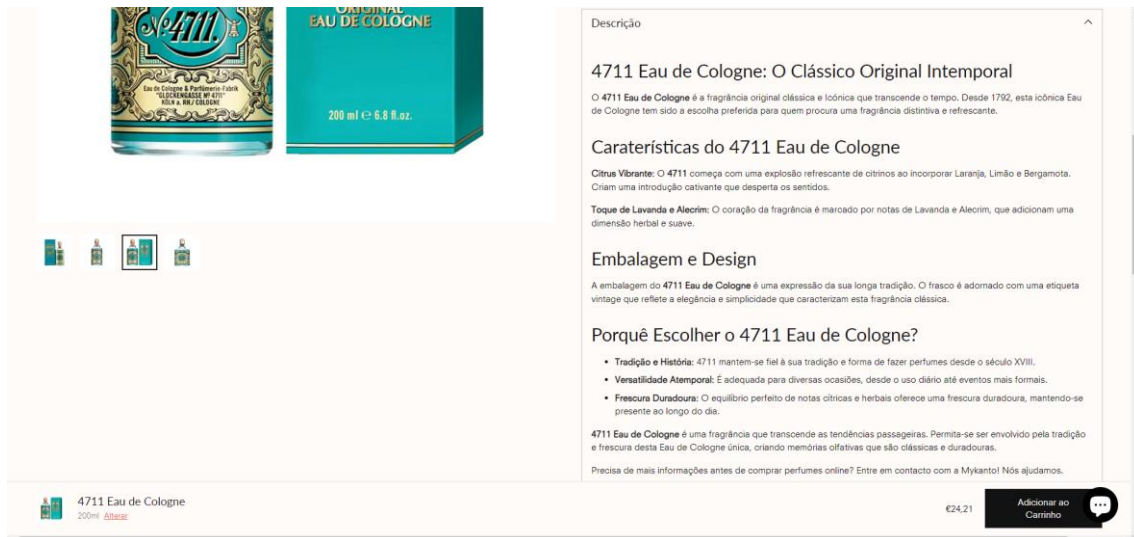 ORIGINAL
EAU DE COLOGNE
Nº4711.
Eau de Cologne & Parfümerie-Fabrik
"GLOCKENGASSE Nº 4711"
KÖLN a. RH./COLOGNE
200 ml ℮ 6.8 fl.oz.
Descrição
4711 Eau de Cologne: O Clássico Original Intemporal
O 4711 Eau de Cologne é a fragrância original clássica e Icónica que transcende o tempo. Desde 1792, esta icônica Eau
de Cologne tem sido a escolha preferida para quem procura uma fragrância distintiva e refrescante.
Caraterísticas do 4711 Eau de Cologne
Citrus Vibrante: O 4711 começa com uma explosão refrescante de citrinos ao incorporar Laranja, Limão e Bergamota.
Criam uma introdução cativante que desperta os sentidos.
Toque de Lavanda e Alecrim: O coração da fragrância é marcado por notas de Lavanda e Alecrim, que adicionam uma
dimensão herbal e suave.
Embalagem e Design
A embalagem do 4711 Eau de Cologne é uma expressão da sua longa tradição. O frasco é adornado com uma etiqueta
vintage que reflete a elegância e simplicidade que caracterizam esta fragrância clássica.
Porquê Escolher o 4711 Eau de Cologne?
• Tradição e História: 4711 mantem-se fiel à sua tradição e forma de fazer perfumes desde o século XVIII.
• Versatilidade Atemporal: É adequada para diversas ocasiões, desde o uso diário até eventos mais formais.
• Frescura Duradoura: O equilíbrio perfeito de notas cítricas e herbais oferece uma frescura duradoura, mantendo-se
presente ao longo do dia.
4711 Eau de Cologne é uma fragrância que transcende as tendências passageiras. Permita-se ser envolvido pela tradição
e frescura desta Eau de Cologne única, criando memórias olfativas que são clássicas e duradouras.
Precisa de mais informações antes de comprar perfumes online? Entre em contacto com a Mykanto! Nós ajudamos.
4711 Eau de Cologne
200ml Alterar
€24,21
Adicionar ao
Carrinho